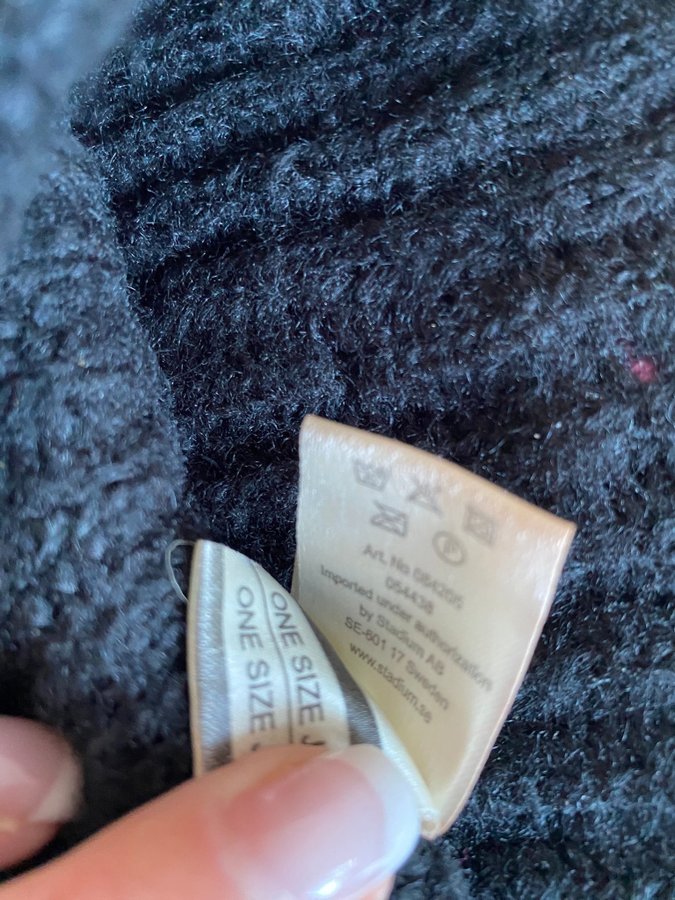 Art. No
054438
Imported under authorization
by Stadium AB
SE-601 17 Sweden
www.stadium.se
ONE SIZE
ONE SIZE